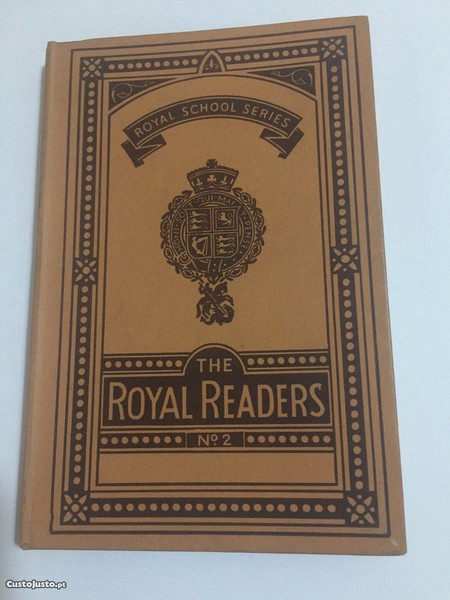 ROYAL SCHOOL SERIES
THE
ROYAL READERS
Nº 2
CustoJusto.pt